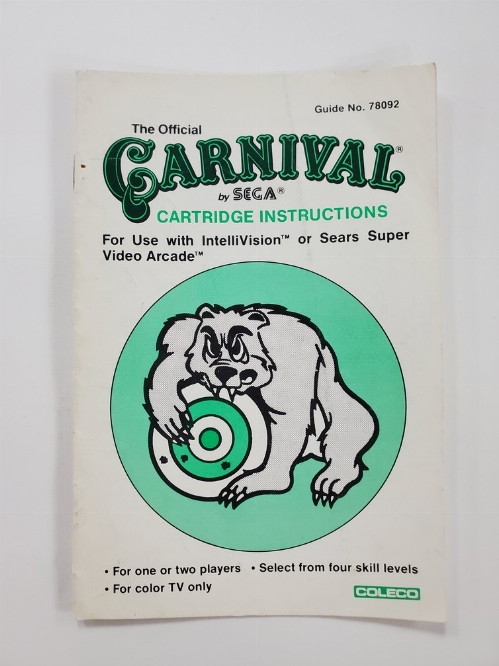 Guide No. 78092
The Official
CARNIVAL®
by SEGA®
CARTRIDGE INSTRUCTIONS
For Use with IntelliVision™ or Sears Super
Video Arcade™
• For one or two players • Select from four skill levels
• For color TV only
COLECO